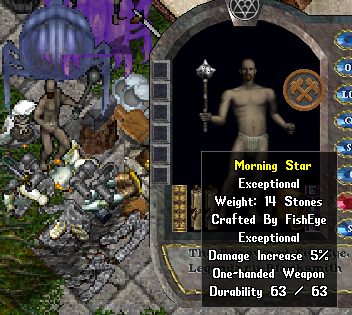 Morning Star
Exceptional
Weight: 14 Stones
Crafted By FishEye
Exceptional
Damage Increase 5%
One-handed Weapon
Durability 63 / 63